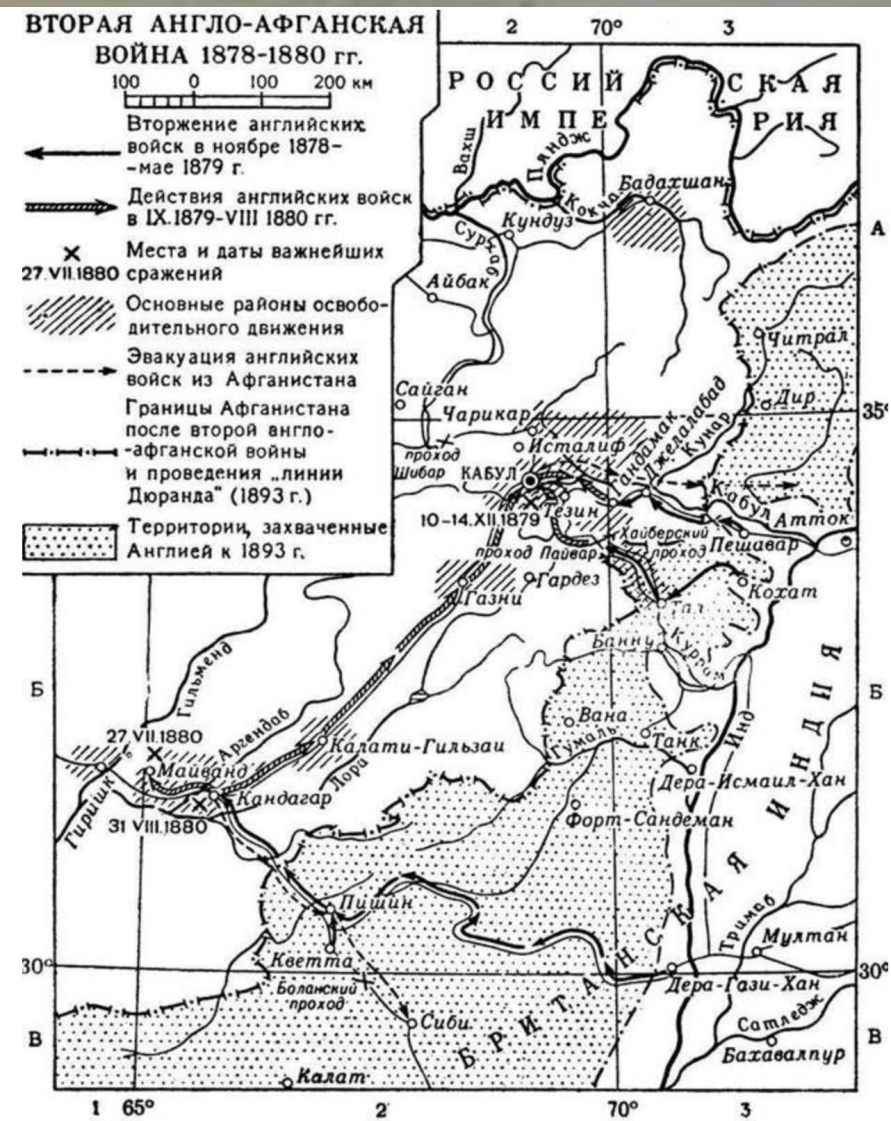 ВТОРАЯ АНГЛО-АФГАНСКАЯ
ВОЙНА 1878-1880 гг.
100 0 100 200 км
Вторжение английских
войск в ноябре 1878-
-мае 1879 г.
Действия английских войск
в IX.1879-VIII 1880 гг.
Места и даты важнейших
27.VII.1880 сражений
Основные районы освобо-
дительного движения
Эвакуация английских
войск из Афганистана
Границы Афганистана
после второй англо-
-афганской войны
и проведения „линии
Дюранда" (1893 г.)
Территории, захваченные
Англией к 1893 г.
2 70° 3
РОССИЙСКАЯ
ИМПЕРИЯ
Вахш
Пяндж
Кокча
Бадахшан
Кундуз
Сурхаб
А
Айбак
Читрал
Сайган
Дир
35°
Чарикар
Исталиф
Гандамак
Джелалабад
Кунар
проход
Шибар
КАБУЛ
Кабул
Тезин
Атток
10-14.XII.1879
Хайберский
проход
Пешавар
проход Пайвар
Гардез
Газни
Кохат
Тал
Банну
Куррам
Б
Б
Гильменд
Аргендаб
27.VII.1880
Вана
Гумаль
Танк
Инд
Калати-Гильзаи
Лора
Майванд
Кандагар
Гиришк
31 VIII.1880
Дера-Исмаил-Хан
Форт-Сандеман
БРИТАНСКАЯ ИНДИЯ
Пишин
Кветта
Тримаб
Мултан
30°
30°
Боланский
проход
Дера-Гази-Хан
Сиби
Сатледж
В
В
Бахавалпур
Калат
1 65° 2 70° 3